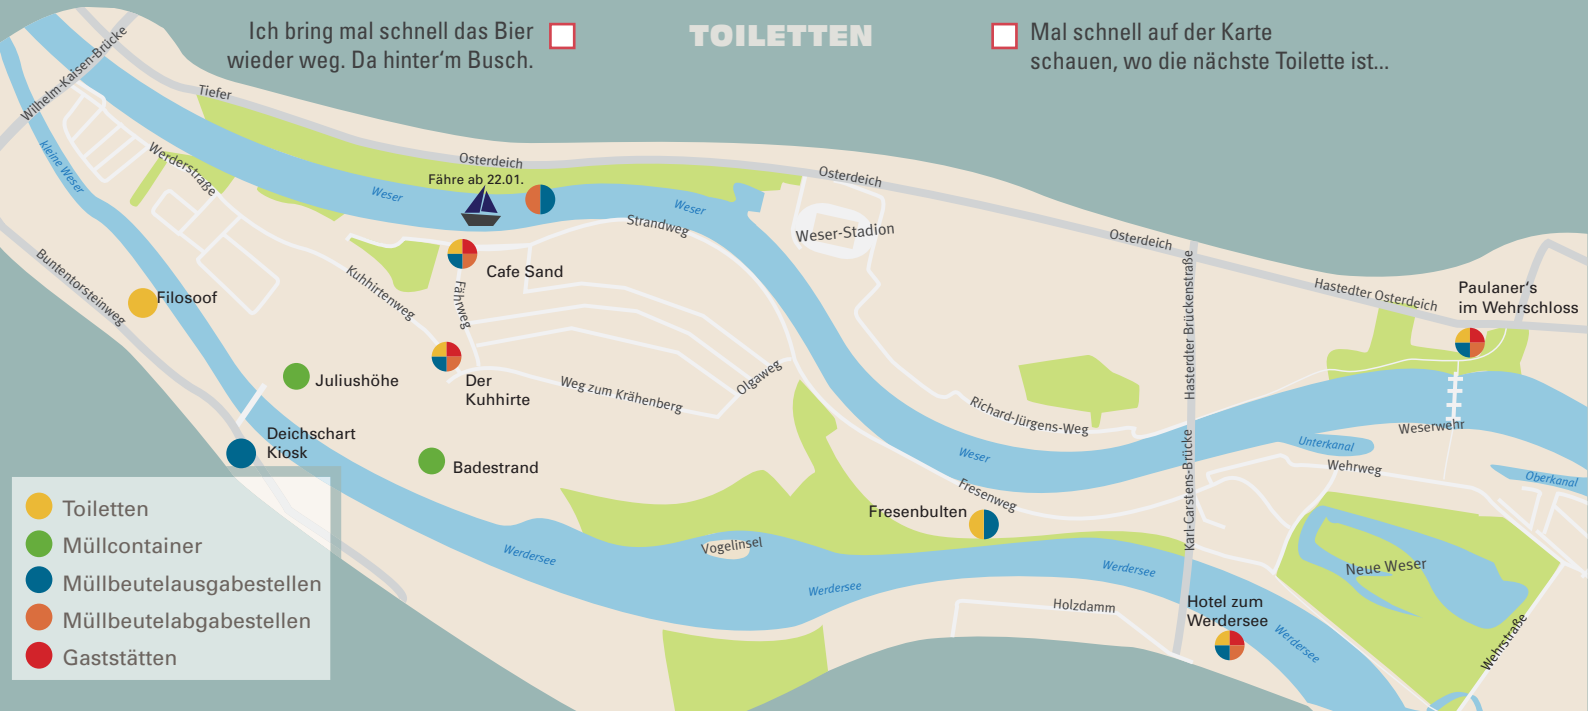 Ich bring mal schnell das Bier
wieder weg. Da hinter'm Busch.
TOILETTEN
Mal schnell auf der Karte
schauen, wo die nächste Toilette ist...
Wilhelm-Kaisen-Brücke
Tiefer
kleine Weser
Werderstraße
Osterdeich
Fähre ab 22.01.
Weser
Weser
Strandweg
Osterdeich
Weser-Stadion
Osterdeich
Hastedter Osterdeich
Paulaner's
im Wehrschloss
Buntentorsteinweg
Filosoof
Kuhhirtenweg
Cafe Sand
Fährweg
Hasterdter Brückenstraße
Juliushöhe
Der
Kuhhirte
Weg zum Krähenberg
Olgaweg
Richard-Jürgens-Weg
Weserwehr
Deichschart
Kiosk
Badestrand
Weser
Karl-Carstens-Brücke
Unterkanal
Wehrweg
Oberkanal
Fresenweg
Fresenbulten
Vogelinsel
Werdersee
Werdersee
Werdersee
Neue Weser
Holzdamm
Hotel zum
Werdersee
Werdersee
Wehrstraße
Toiletten
Müllcontainer
Müllbeutelausgabestellen
Müllbeutelabgabestellen
Gaststätten